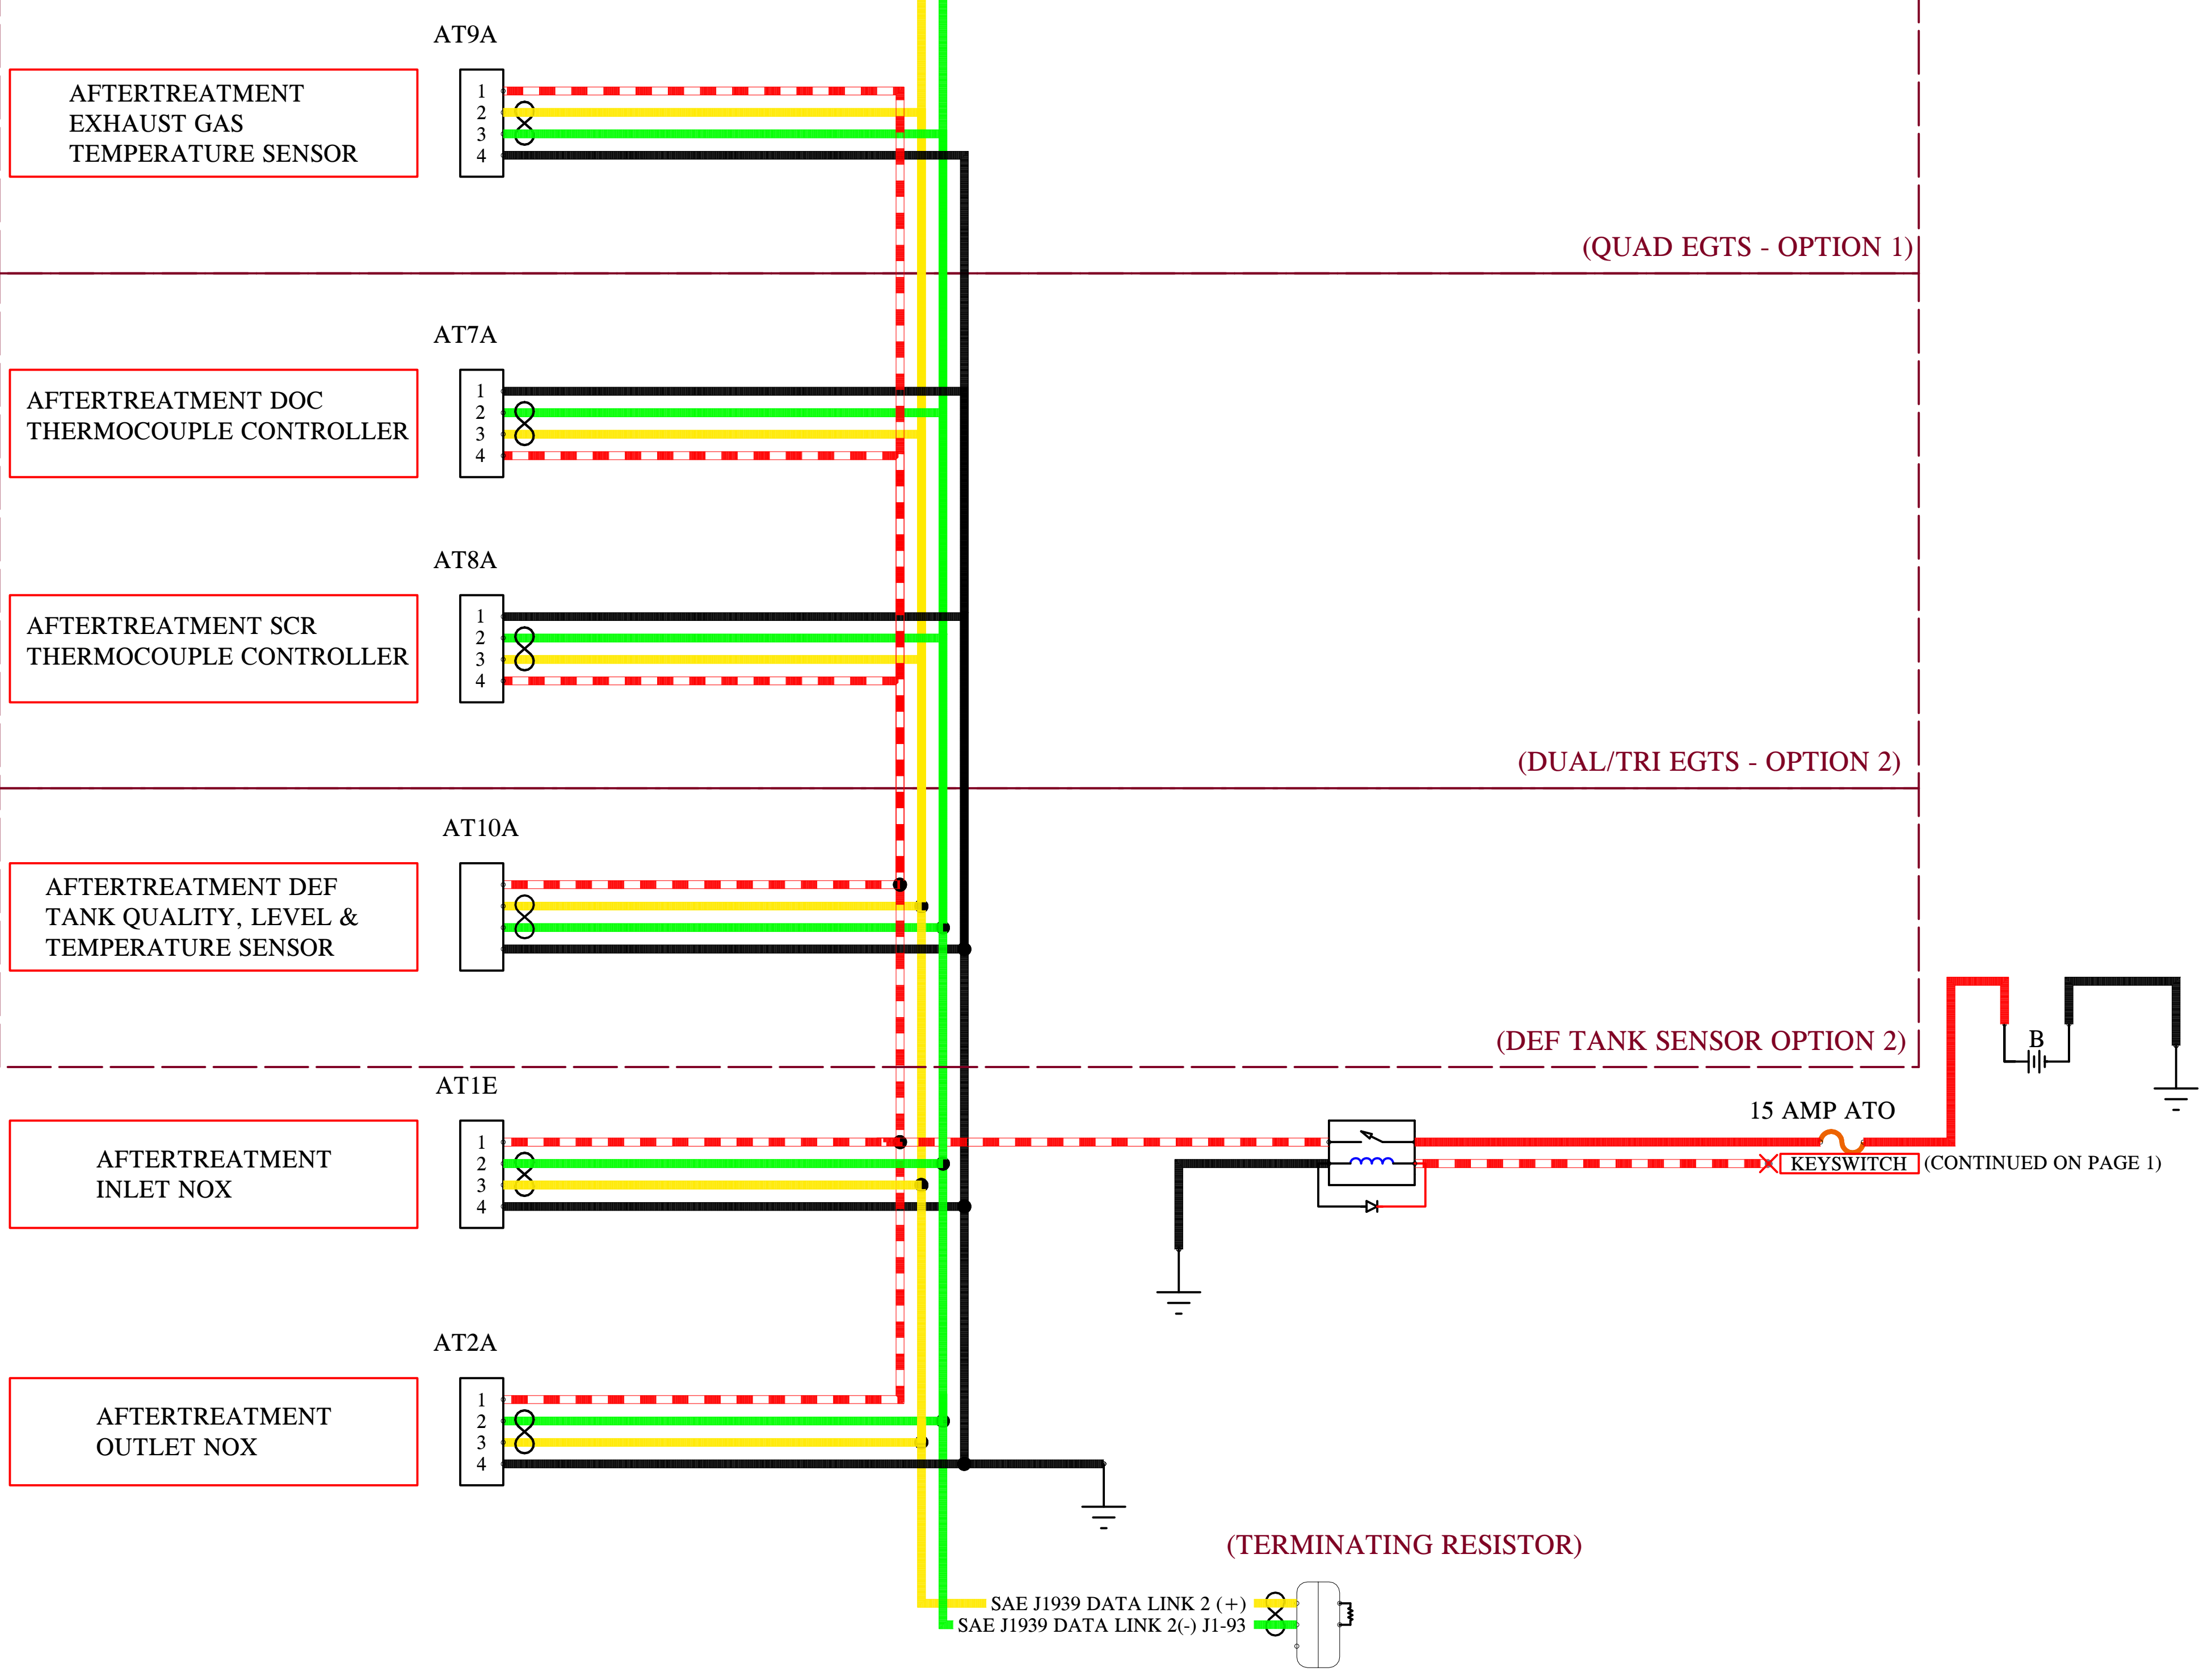 AT9A
AFTERTREATMENT
EXHAUST GAS
TEMPERATURE SENSOR
1
2
3
4
(QUAD EGTS - OPTION 1)
AT7A
AFTERTREATMENT DOC
THERMOCOUPLE CONTROLLER
1
2
3
4
AT8A
AFTERTREATMENT SCR
THERMOCOUPLE CONTROLLER
1
2
3
4
(DUAL/TRI EGTS - OPTION 2)
AT10A
AFTERTREATMENT DEF
TANK QUALITY, LEVEL &
TEMPERATURE SENSOR
(DEF TANK SENSOR OPTION 2)
B
AT1E
AFTERTREATMENT
INLET NOX
1
2
3
4
15 AMP ATO
KEYSWITCH (CONTINUED ON PAGE 1)
AT2A
AFTERTREATMENT
OUTLET NOX
1
2
3
4
(TERMINATING RESISTOR)
SAE J1939 DATA LINK 2 (+)
SAE J1939 DATA LINK 2(-) J1-93